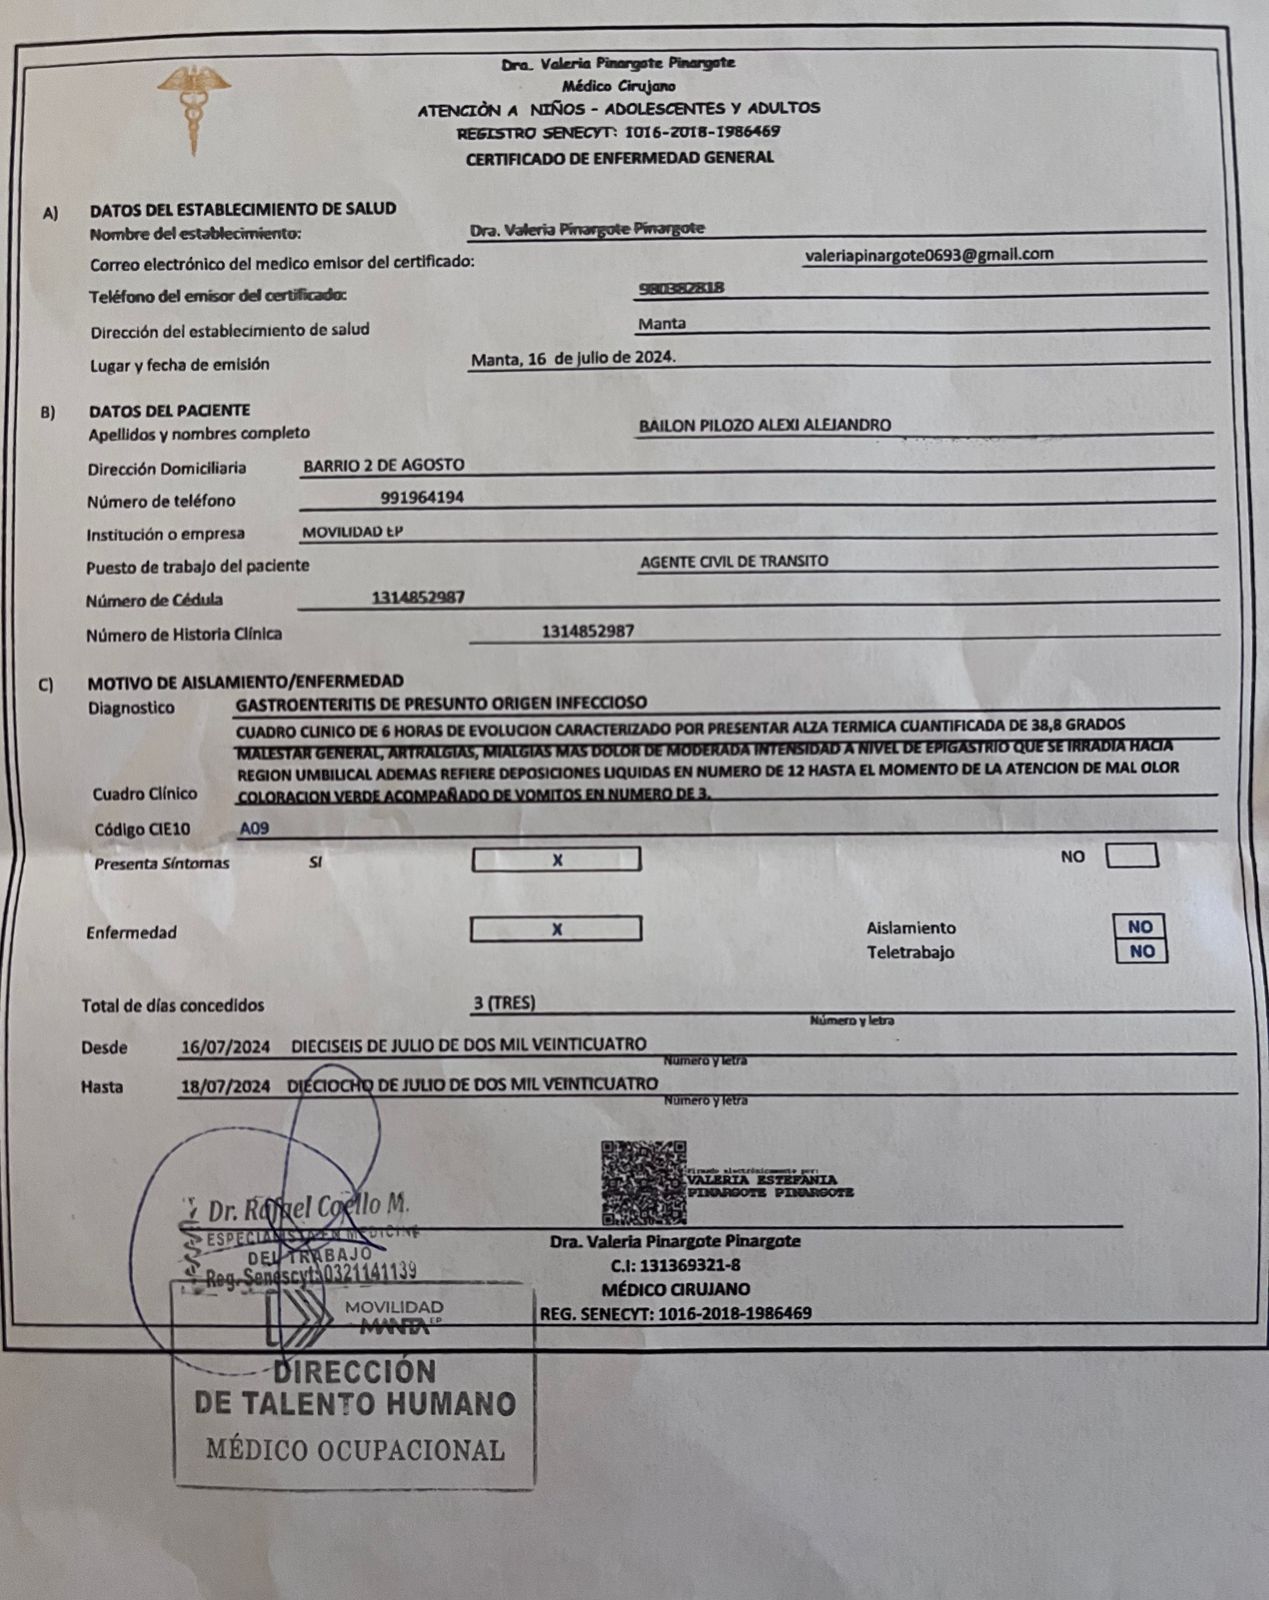 Dra. Valeria Pinargote Pinargote
Médico Cirujano
ATENCIÒN A NIÑOS - ADOLESCENTES Y ADULTOS
REGISTRO SENECYT: 1016-2018-1986469
CERTIFICADO DE ENFERMEDAD GENERAL
A) DATOS DEL ESTABLECIMIENTO DE SALUD
Nombre del establecimiento: Dra. Valeria Pinargote Pinargote
Correo electrónico del medico emisor del certificado: valeriapinargote0693@gmail.com
Teléfono del emisor del certificado: 980382818
Dirección del establecimiento de salud Manta
Lugar y fecha de emisión Manta, 16 de julio de 2024.
B) DATOS DEL PACIENTE
Apellidos y nombres completo BAILON PILOZO ALEXI ALEJANDRO
Dirección Domiciliaria BARRIO 2 DE AGOSTO
Número de teléfono 991964194
Institución o empresa MOVILIDAD EP
Puesto de trabajo del paciente AGENTE CIVIL DE TRANSITO
Número de Cédula 1314852987
Número de Historia Clínica 1314852987
C) MOTIVO DE AISLAMIENTO/ENFERMEDAD
Diagnostico GASTROENTERITIS DE PRESUNTO ORIGEN INFECCIOSO
CUADRO CLINICO DE 6 HORAS DE EVOLUCION CARACTERIZADO POR PRESENTAR ALZA TERMICA CUANTIFICADA DE 38,8 GRADOS
MALESTAR GENERAL, ARTRALGIAS, MIALGIAS MAS DOLOR DE MODERADA INTENSIDAD A NIVEL DE EPIGASTRIO QUE SE IRRADIA HACIA
REGION UMBILICAL ADEMAS REFIERE DEPOSICIONES LIQUIDAS EN NUMERO DE 12 HASTA EL MOMENTO DE LA ATENCION DE MAL OLOR
Cuadro Clínico COLORACION VERDE ACOMPAÑADO DE VOMITOS EN NUMERO DE 3.
Código CIE10 A09
Presenta Síntomas SI X NO
Enfermedad X Aislamiento NO
Teletrabajo NO
Total de días concedidos 3 (TRES)
Número y letra
Desde 16/07/2024 DIECISEIS DE JULIO DE DOS MIL VEINTICUATRO
Número y letra
Hasta 18/07/2024 DIECIOCHO DE JULIO DE DOS MIL VEINTICUATRO
Número y letra
Firmado electrónicamente por:
VALERIA ESTEFANIA
PINARGOTE PINARGOTE
Dra. Valeria Pinargote Pinargote
C.I: 131369321-8
MÉDICO CIRUJANO
REG. SENECYT: 1016-2018-1986469
Dr. Rafael Coello M.
ESPECIALISTA EN MEDICINA
DEL TRABAJO
Reg. Senescyt: 0321141139
MOVILIDAD
MANTA EP
DIRECCIÓN
DE TALENTO HUMANO
MÉDICO OCUPACIONAL